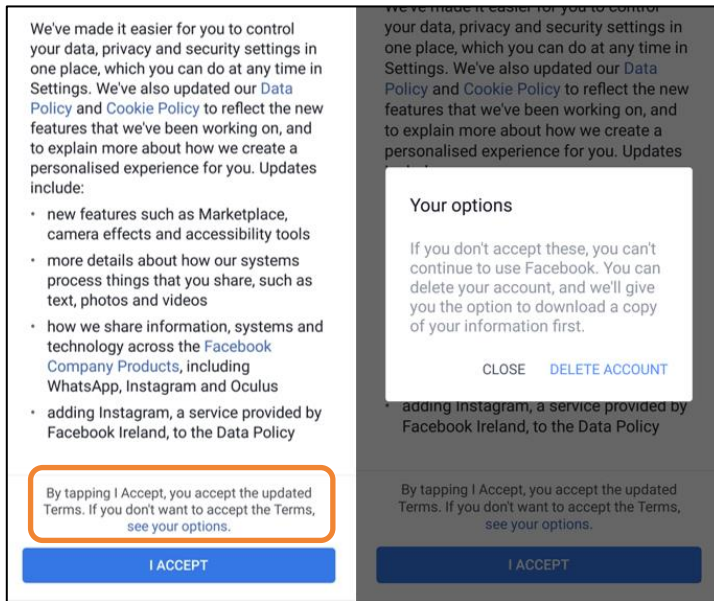 We've made it easier for you to control
your data, privacy and security settings in
one place, which you can do at any time in
Settings. We've also updated our Data
Policy and Cookie Policy to reflect the new
features that we've been working on, and
to explain more about how we create a
personalised experience for you. Updates
include:
• new features such as Marketplace,
camera effects and accessibility tools
• more details about how our systems
process things that you share, such as
text, photos and videos
• how we share information, systems and
technology across the Facebook
Company Products, including
WhatsApp, Instagram and Oculus
• adding Instagram, a service provided by
Facebook Ireland, to the Data Policy
By tapping I Accept, you accept the updated
Terms. If you don't want to accept the Terms,
see your options.
I ACCEPT
We've made it easier for you to control
your data, privacy and security settings in
one place, which you can do at any time in
Settings. We've also updated our Data
Policy and Cookie Policy to reflect the new
features that we've been working on, and
to explain more about how we create a
personalised experience for you. Updates
Your options
If you don't accept these, you can't
continue to use Facebook. You can
delete your account, and we'll give
you the option to download a copy
of your information first.
CLOSE DELETE ACCOUNT
• adding Instagram, a service provided by
Facebook Ireland, to the Data Policy
By tapping I Accept, you accept the updated
Terms. If you don't want to accept the Terms,
see your options.
I ACCEPT